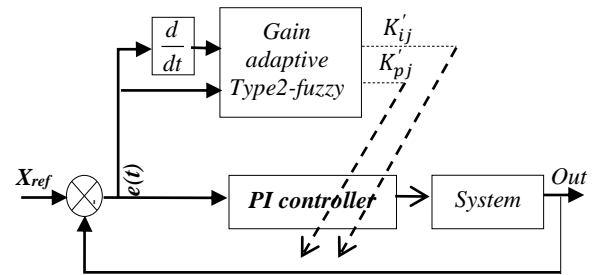 d
dt
Gain
adaptive
Type2-fuzzy
K'ij
K'pj
Xref
e(t)
PI controller
System
Out